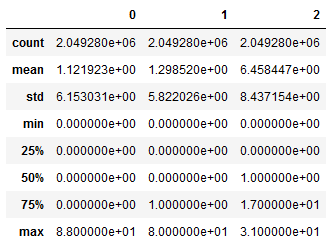 0 1 2
count 2.049280e+06 2.049280e+06 2.049280e+06
mean 1.121923e+00 1.298520e+00 6.458447e+00
std 6.153031e+00 5.822026e+00 8.437154e+00
min 0.000000e+00 0.000000e+00 0.000000e+00
25% 0.000000e+00 0.000000e+00 0.000000e+00
50% 0.000000e+00 0.000000e+00 1.000000e+00
75% 0.000000e+00 1.000000e+00 1.700000e+01
max 8.800000e+01 8.000000e+01 3.100000e+01